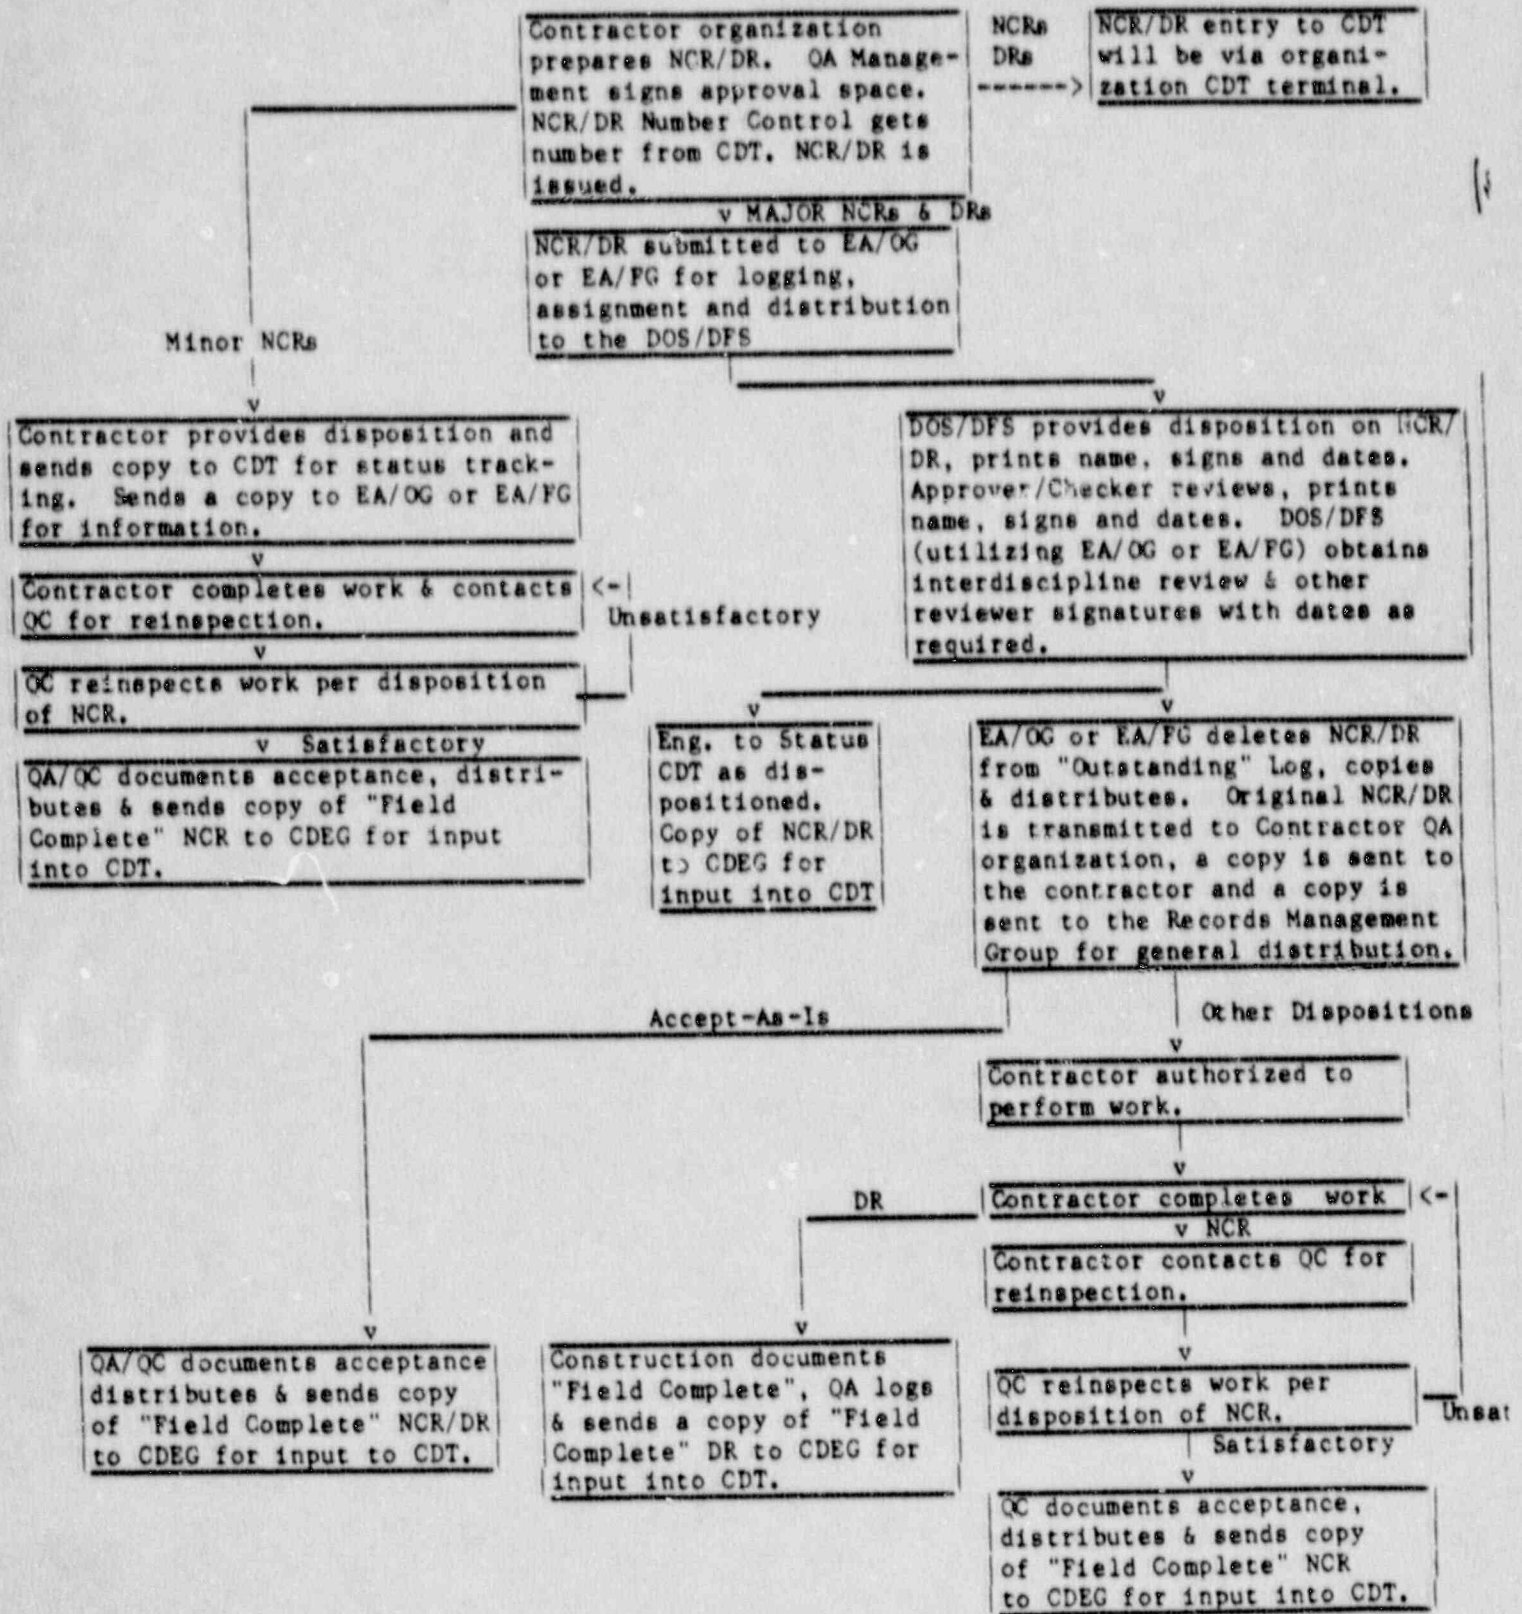 Contractor organization
prepares NCR/DR. QA Manage-
ment signs approval space.
NCR/DR Number Control gets
number from CDT. NCR/DR is
issued.
NCRs
DRs
------>
NCR/DR entry to CDT
will be via organi-
zation CDT terminal.
v MAJOR NCRs & DRs
NCR/DR submitted to EA/OG
or EA/FG for logging,
assignment and distribution
to the DOS/DFS
Minor NCRs
v
Contractor provides disposition and
sends copy to CDT for status track-
ing. Sends a copy to EA/OG or EA/FG
for information.
v
Contractor completes work & contacts
QC for reinspection.
<-
Unsatisfactory
v
QC reinspects work per disposition
of NCR.
v Satisfactory
QA/QC documents acceptance, distri-
butes & sends copy of "Field
Complete" NCR to CDEG for input
into CDT.
v
DOS/DFS provides disposition on NCR/
DR, prints name, signs and dates.
Approver/Checker reviews, prints
name, signs and dates. DOS/DFS
(utilizing EA/OG or EA/FG) obtains
interdiscipline review & other
reviewer signatures with dates as
required.
v
Eng. to Status
CDT as dis-
positioned.
Copy of NCR/DR
to CDEG for
input into CDT
v
EA/OG or EA/FG deletes NCR/DR
from "Outstanding" Log, copies
& distributes. Original NCR/DR
is transmitted to Contractor QA
organization, a copy is sent to
the contractor and a copy is
sent to the Records Management
Group for general distribution.
Accept-As-Is
Other Dispositions
v
Contractor authorized to
perform work.
v
DR
Contractor completes work
<-
v NCR
Contractor contacts QC for
reinspection.
v
QC reinspects work per
disposition of NCR.
Unsat
Satisfactory
v
QC documents acceptance,
distributes & sends copy
of "Field Complete" NCR
to CDEG for input into CDT.
v
QA/QC documents acceptance
distributes & sends copy
of "Field Complete" NCR/DR
to CDEG for input to CDT.
v
Construction documents
"Field Complete", QA logs
& sends a copy of "Field
Complete" DR to CDEG for
input into CDT.